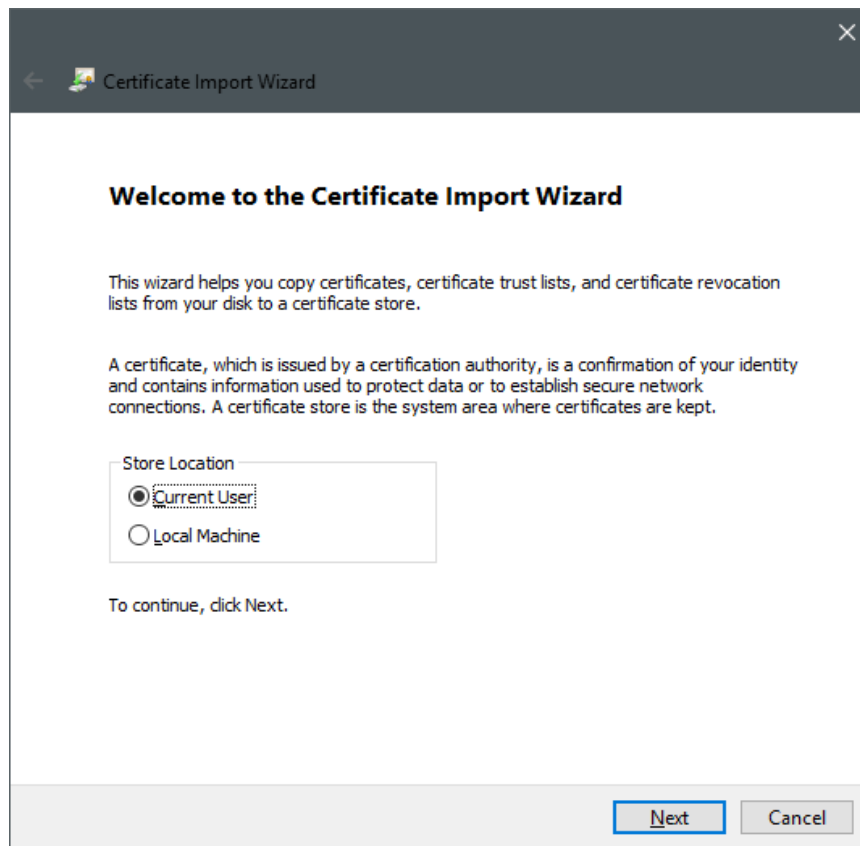 Certificate Import Wizard
Welcome to the Certificate Import Wizard
This wizard helps you copy certificates, certificate trust lists, and certificate revocation
lists from your disk to a certificate store.
A certificate, which is issued by a certification authority, is a confirmation of your identity
and contains information used to protect data or to establish secure network
connections. A certificate store is the system area where certificates are kept.
Store Location
Current User
Local Machine
To continue, click Next.
Next Cancel